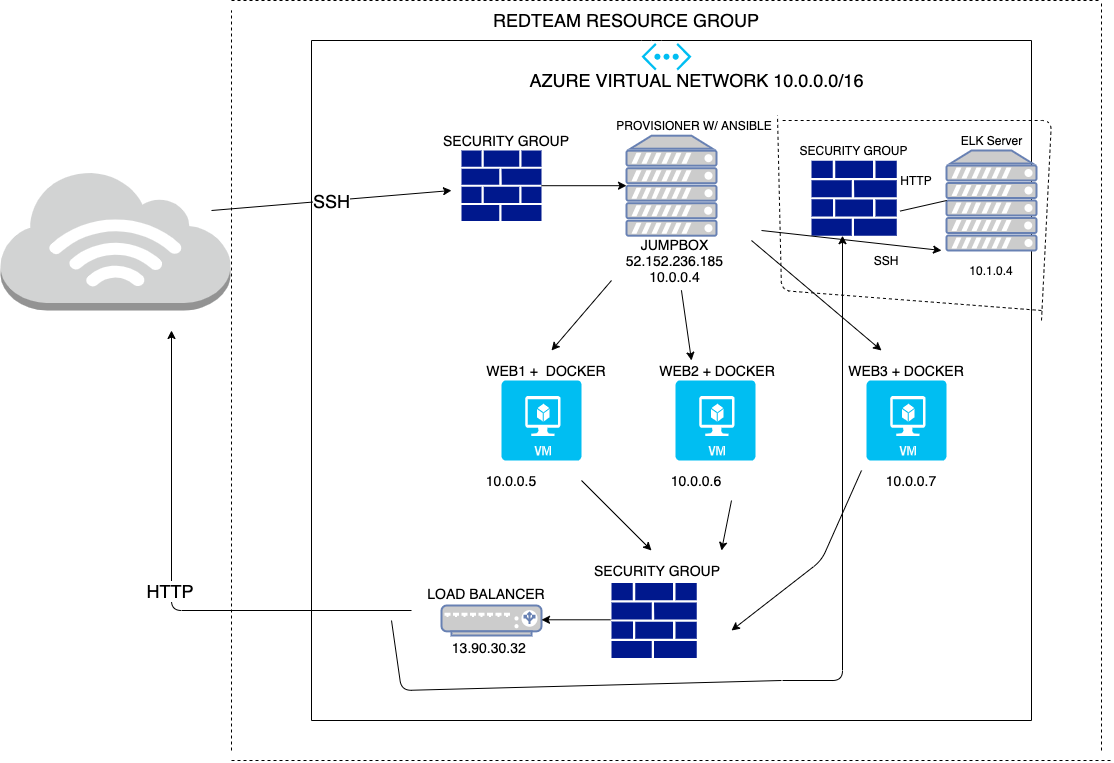 REDTEAM RESOURCE GROUP
AZURE VIRTUAL NETWORK 10.0.0.0/16
PROVISIONER W/ ANSIBLE
SECURITY GROUP
SECURITY GROUP
ELK Server
HTTP
SSH
JUMPBOX
52.152.236.185
10.0.0.4
SSH
10.1.0.4
WEB1 + DOCKER
WEB2 + DOCKER
WEB3 + DOCKER
VM
VM
VM
10.0.0.5
10.0.0.6
10.0.0.7
SECURITY GROUP
HTTP
LOAD BALANCER
13.90.30.32